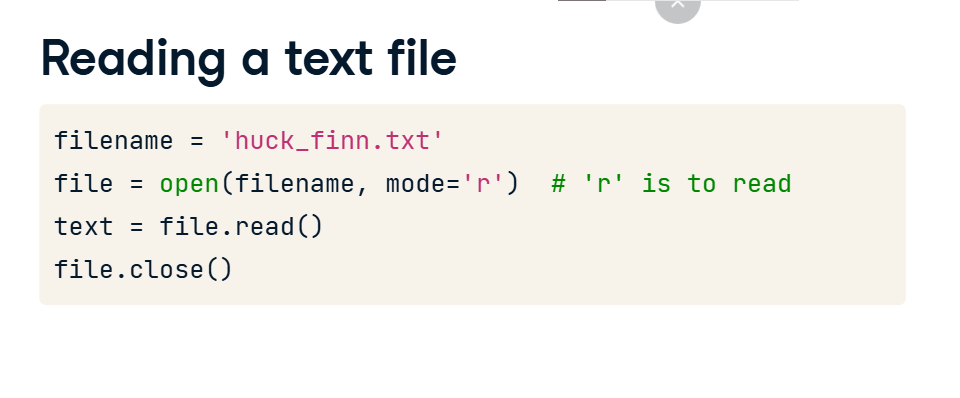 Reading a text file
filename = 'huck_finn.txt'
file = open(filename, mode='r')  # 'r' is to read
text = file.read()
file.close()